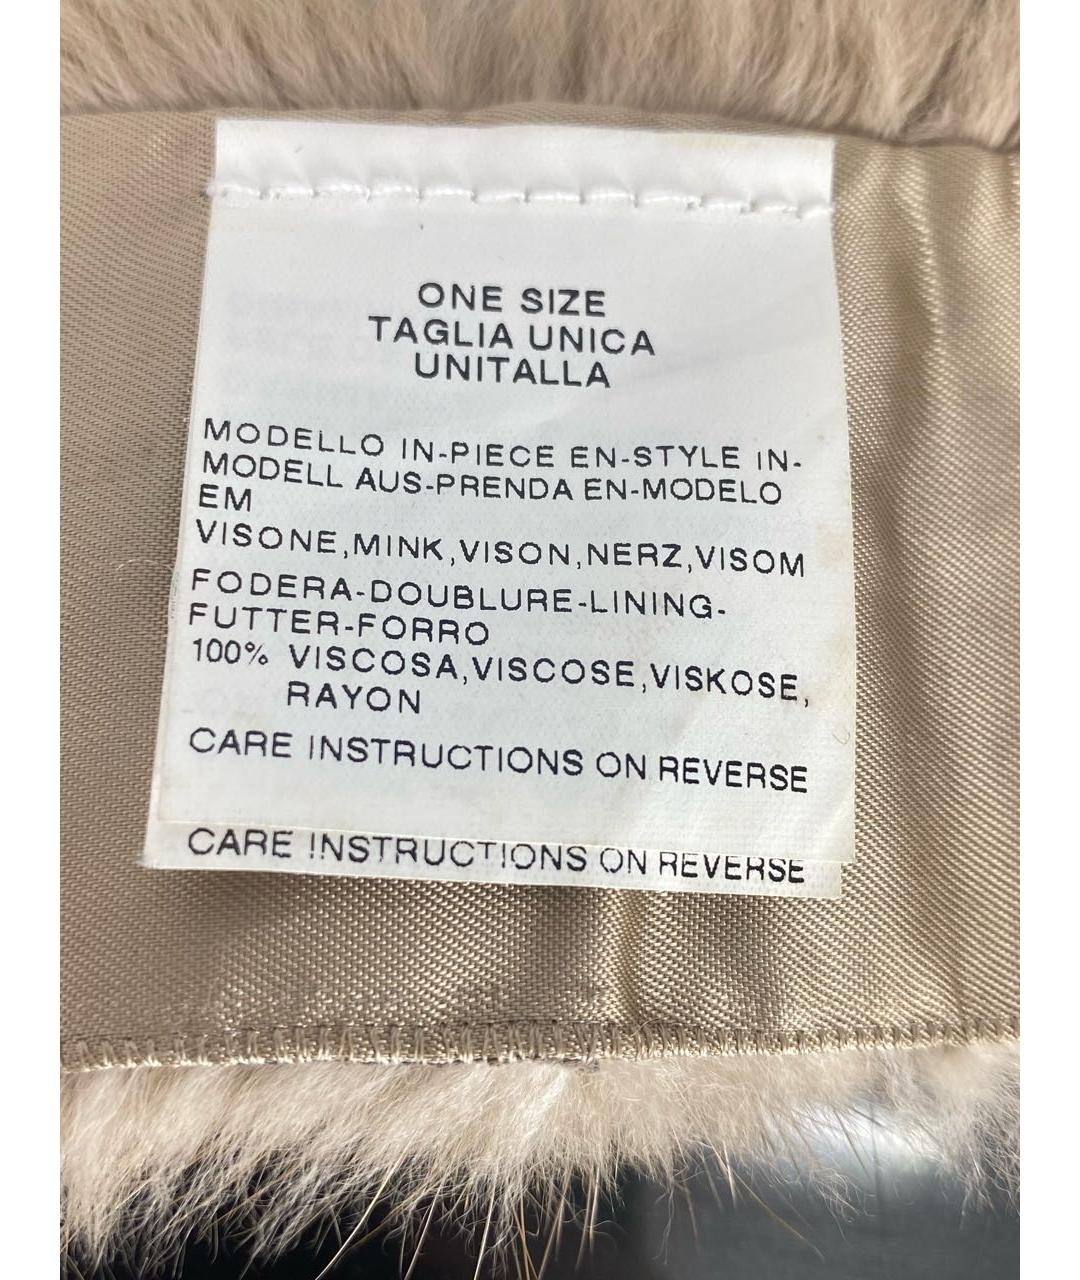 ONE SIZE
TAGLIA UNICA
UNITALLA
MODELLO IN-PIECE EN-STYLE IN-
MODELL AUS-PRENDA EN-MODELO
EM
VISONE,MINK,VISON,NERZ,VISOM
FODERA-DOUBLURE-LINING-
FUTTER-FORRO
100% VISCOSA,VISCOSE,VISKOSE,
RAYON
CARE INSTRUCTIONS ON REVERSE
CARE INSTRUCTIONS ON REVERSE